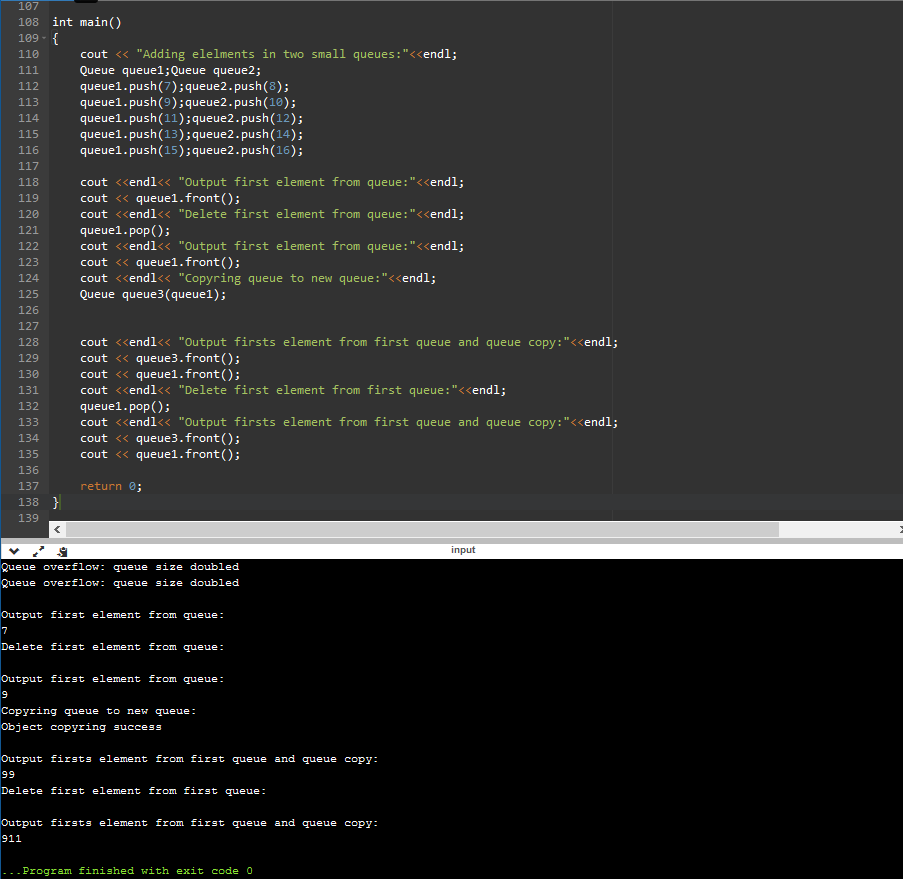 107
108 int main()
109 {
110 cout << "Adding elelments in two small queues:"<<endl;
111 Queue queue1;Queue queue2;
112 queue1.push(7);queue2.push(8);
113 queue1.push(9);queue2.push(10);
114 queue1.push(11);queue2.push(12);
115 queue1.push(13);queue2.push(14);
116 queue1.push(15);queue2.push(16);
117
118 cout <<endl<< "Output first element from queue:"<<endl;
119 cout << queue1.front();
120 cout <<endl<< "Delete first element from queue:"<<endl;
121 queue1.pop();
122 cout <<endl<< "Output first element from queue:"<<endl;
123 cout << queue1.front();
124 cout <<endl<< "Copyring queue to new queue:"<<endl;
125 Queue queue3(queue1);
126
127
128 cout <<endl<< "Output firsts element from first queue and queue copy:"<<endl;
129 cout << queue3.front();
130 cout << queue1.front();
131 cout <<endl<< "Delete first element from first queue:"<<endl;
132 queue1.pop();
133 cout <<endl<< "Output firsts element from first queue and queue copy:"<<endl;
134 cout << queue3.front();
135 cout << queue1.front();
136
137 return 0;
138 }
139
input
Queue overflow: queue size doubled
Queue overflow: queue size doubled
Output first element from queue:
7
Delete first element from queue:
Output first element from queue:
9
Copyring queue to new queue:
Object copyring success
Output firsts element from first queue and queue copy:
99
Delete first element from first queue:
Output firsts element from first queue and queue copy:
911
...Program finished with exit code 0